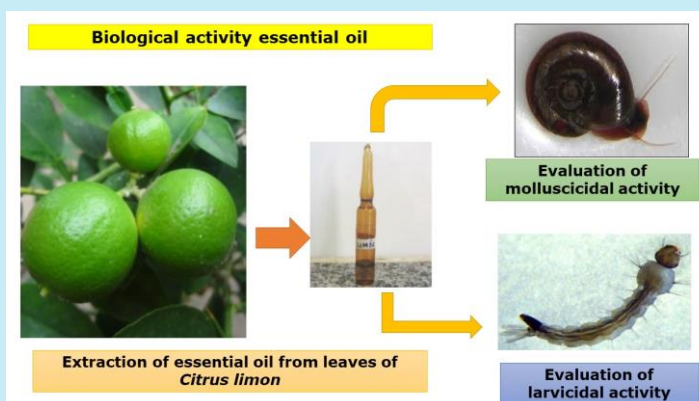 Biological activity essential oil
Evaluation of
molluscicidal activity
Extraction of essential oil from leaves of
Citrus limon
Evaluation of
larvicidal activity